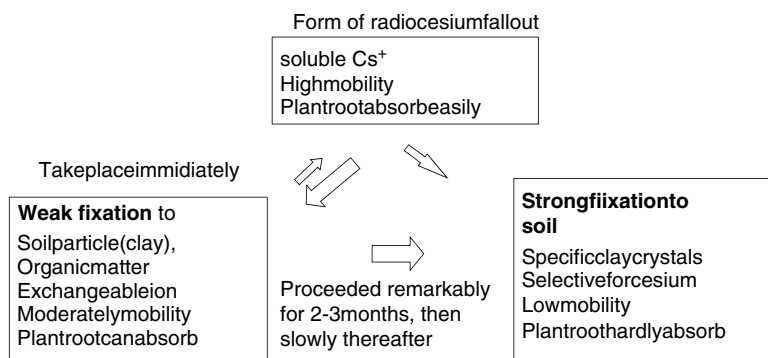 Form of radiocesiumfallout
soluble Cs⁺
Highmobility
Plantrootabsorbeasily
Takeplaceimmidiately
Weak fixation to
Soilparticle(clay),
Organicmatter
Exchangeableion
Moderatelymobility
Plantrootcanabsorb
Proceeded remarkably
for 2-3months, then
slowly thereafter
Strongfiixationto
soil
Specificclaycrystals
Selectiveforcesium
Lowmobility
Plantroothardlyabsorb